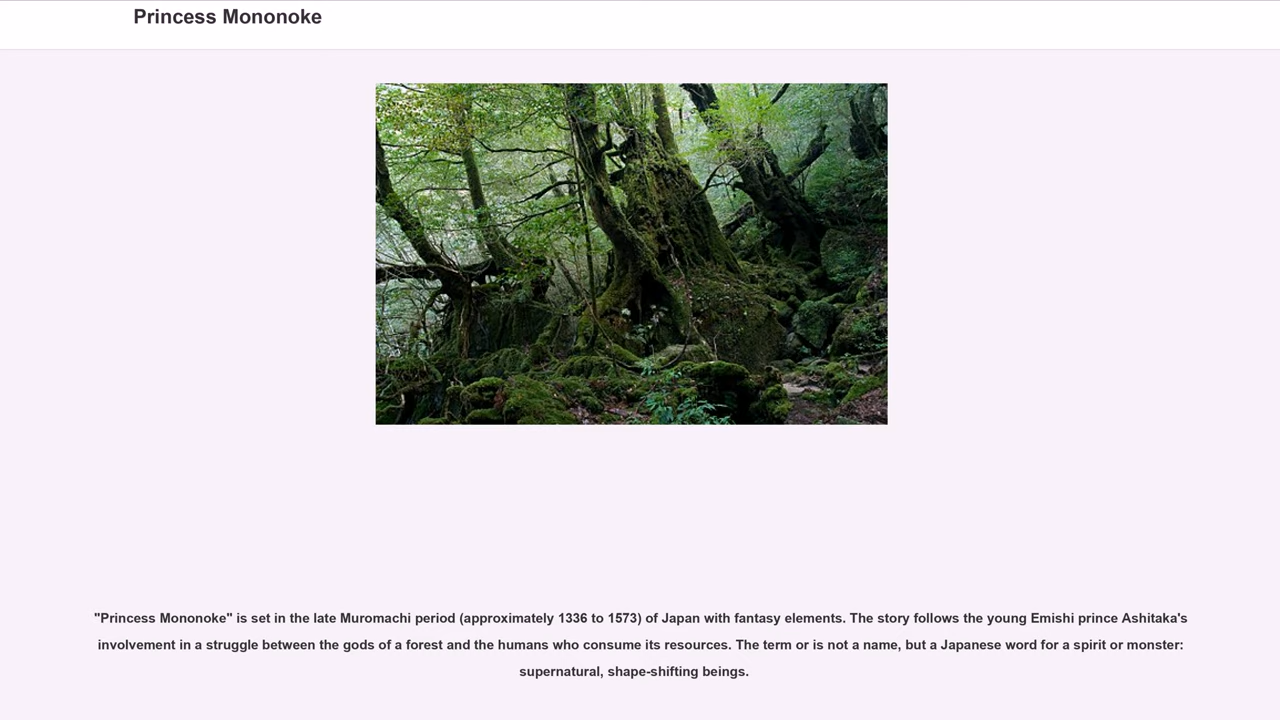 Princess Mononoke
"Princess Mononoke" is set in the late Muromachi period (approximately 1336 to 1573) of Japan with fantasy elements. The story follows the young Emishi prince Ashitaka's
involvement in a struggle between the gods of a forest and the humans who consume its resources. The term or is not a name, but a Japanese word for a spirit or monster:
supernatural, shape-shifting beings.